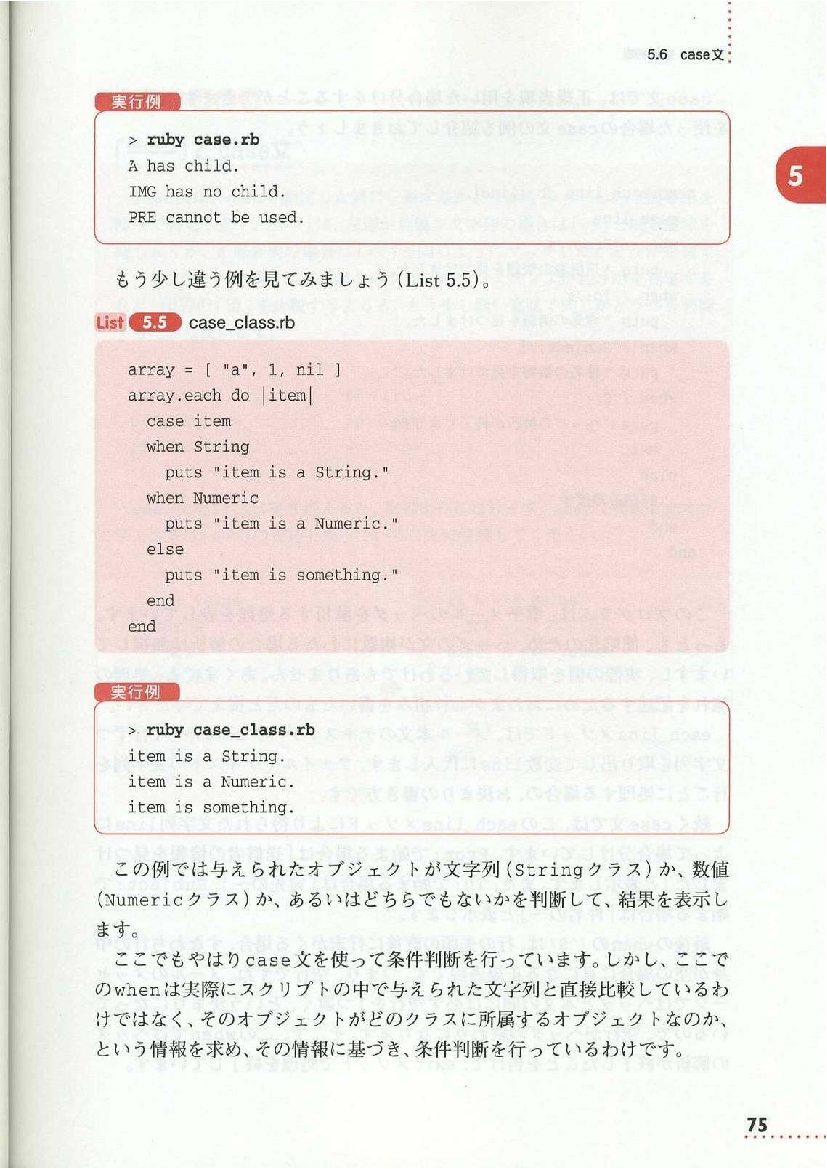 5.6 case文
5
実行例
> ruby case.rb
A has child.
IMG has no child.
PRE cannot be used.
もう少し違う例を見てみましょう(List 5.5)。
List 5.5 case_class.rb
array = [ "a", 1, nil ]
array.each do |item|
  case item
  when String
    puts "item is a String."
  when Numeric
    puts "item is a Numeric."
  else
    puts "item is something."
  end
end
実行例
> ruby case_class.rb
item is a String.
item is a Numeric.
item is something.
この例では与えられたオブジェクトが文字列(Stringクラス)か、数値
(Numericクラス)か、あるいはどちらでもないかを判断して、結果を表示し
ます。
ここでもやはりcase文を使って条件判断を行っています。しかし、ここで
のwhenは実際にスクリプトの中で与えられた文字列と直接比較しているわ
けではなく、そのオブジェクトがどのクラスに所属するオブジェクトなのか、
という情報を求め、その情報に基づき、条件判断を行っているわけです。
75